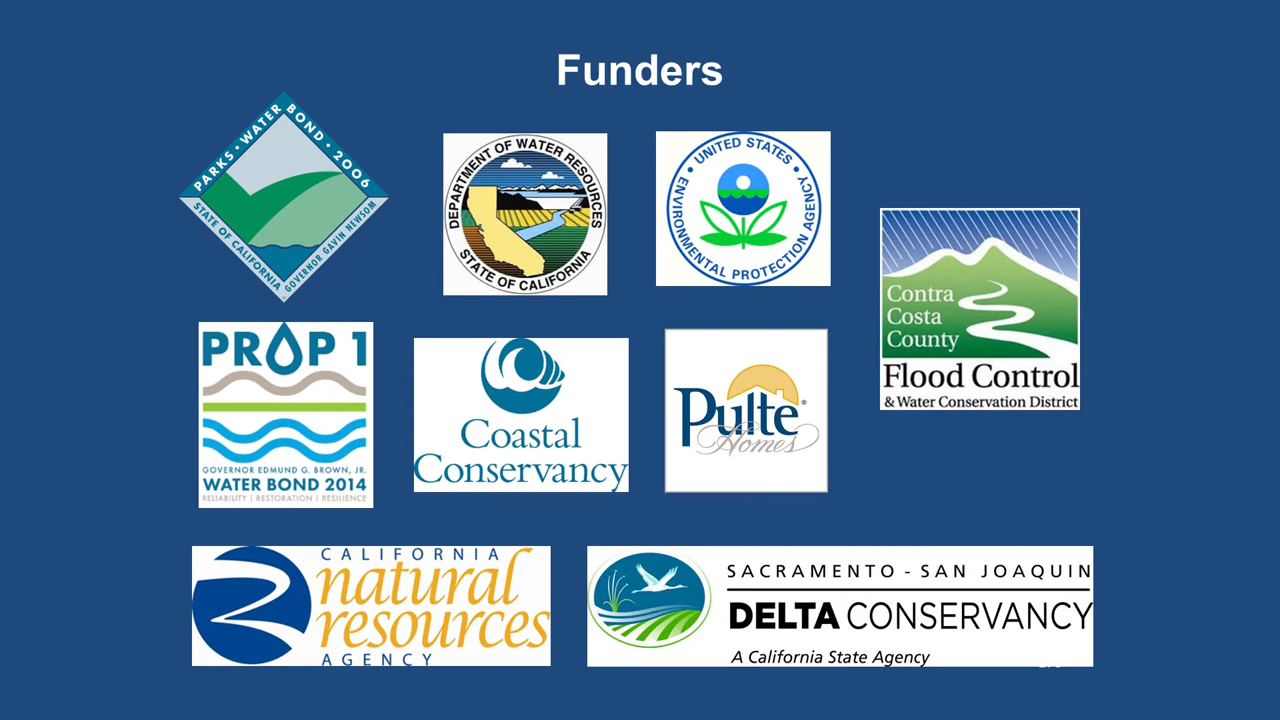 Funders
PARKS • WATER BOND • 2006
STATE OF CALIFORNIA
GOVERNOR GAVIN NEWSOM
DEPARTMENT OF WATER RESOURCES
STATE OF CALIFORNIA
• UNITED STATES •
ENVIRONMENTAL PROTECTION AGENCY
Contra
Costa
County
Flood Control
& Water Conservation District
PROP 1
GOVERNOR EDMUND G. BROWN, JR.
WATER BOND 2014
RELIABILITY | RESTORATION | RESILIENCE
Coastal
Conservancy
Pulte®
Homes
CALIFORNIA
natural
resources
AGENCY
SACRAMENTO - SAN JOAQUIN
DELTA CONSERVANCY
A California State Agency